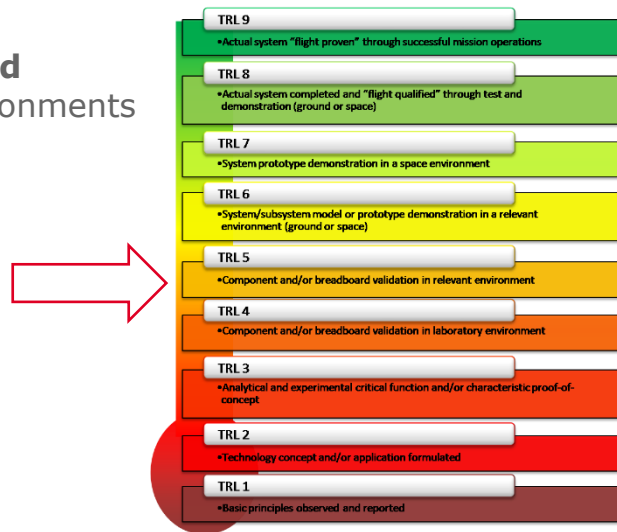 d
onments
TRL 9
•Actual system "flight proven" through successful mission operations
TRL 8
•Actual system completed and "flight qualified" through test and
demonstration (ground or space)
TRL 7
•System prototype demonstration in a space environment
TRL 6
•System/subsystem model or prototype demonstration in a relevant
environment (ground or space)
TRL 5
•Component and/or breadboard validation in relevant environment
TRL 4
•Component and/or breadboard validation in laboratory environment
TRL 3
•Analytical and experimental critical function and/or characteristic proof-of-
concept
TRL 2
•Technology concept and/or application formulated
TRL 1
•Basic principles observed and reported